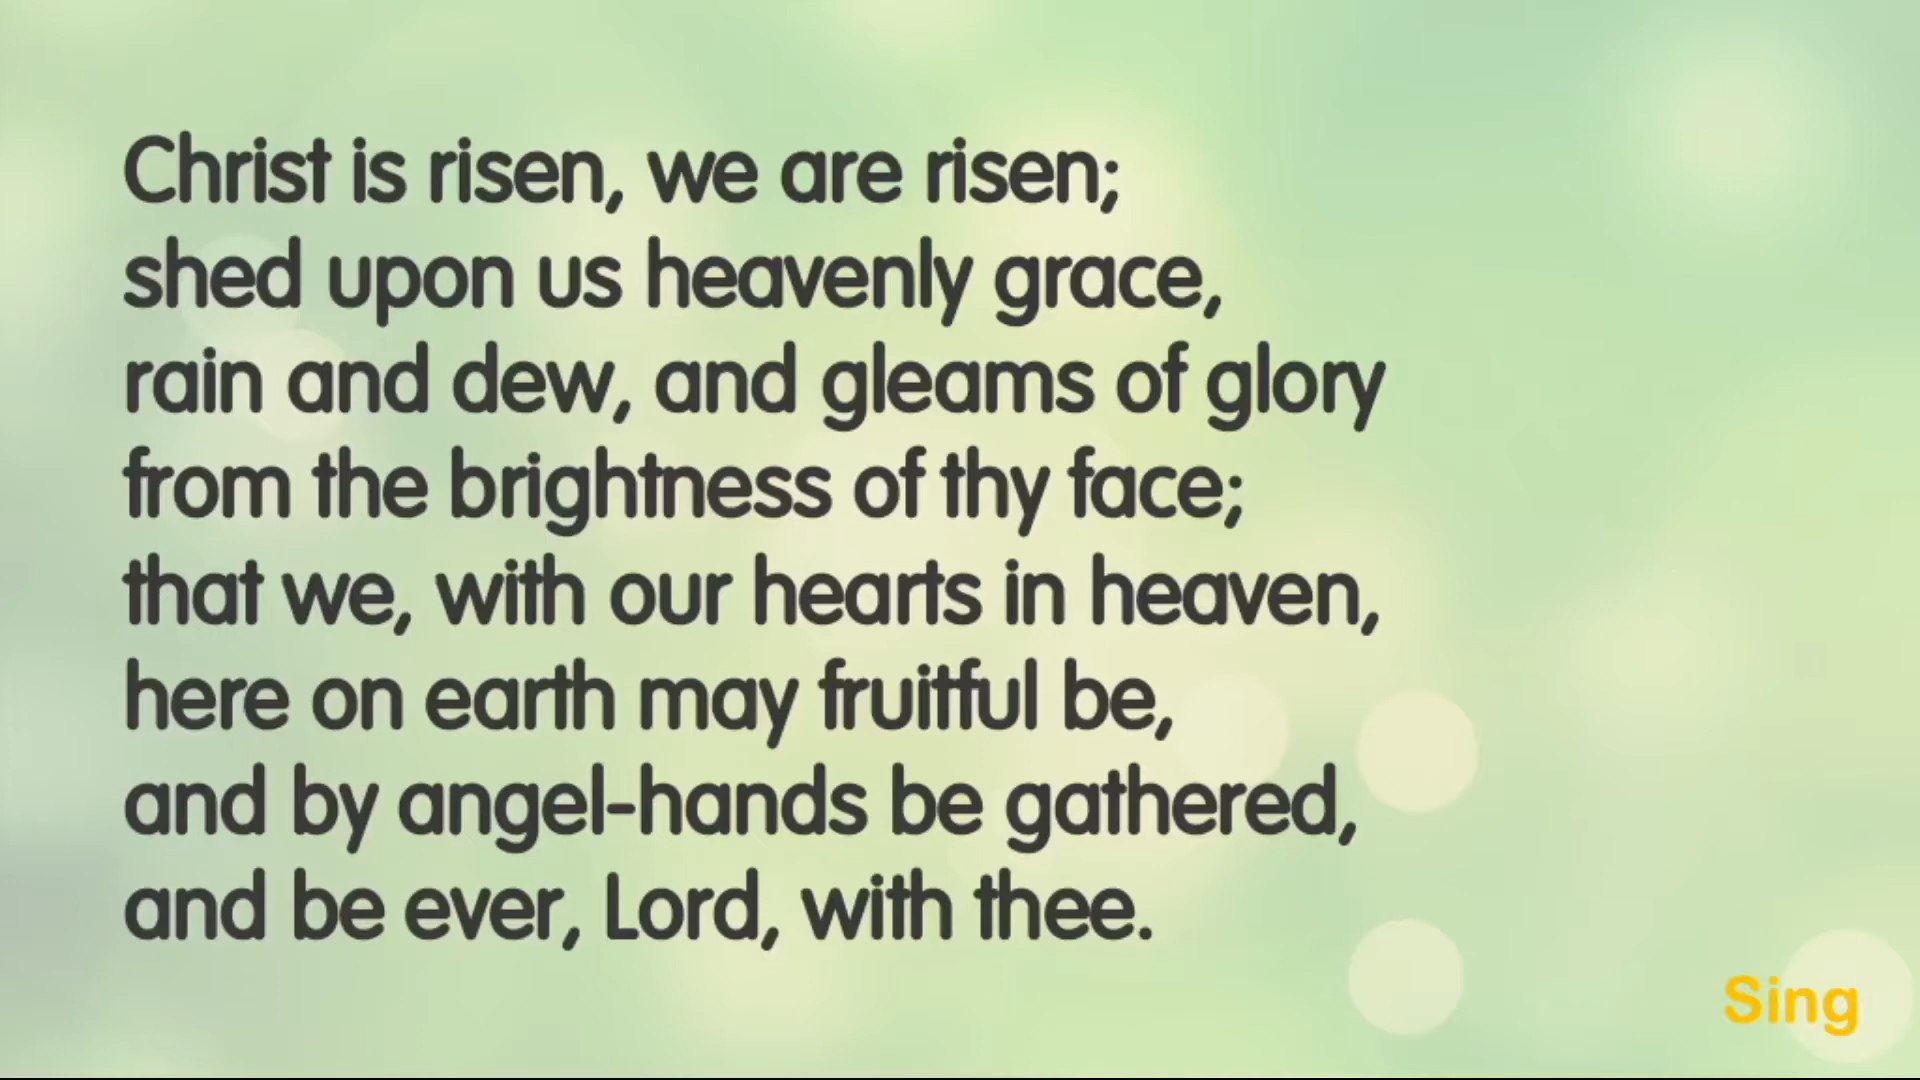 Christ is risen, we are risen;
shed upon us heavenly grace,
rain and dew, and gleams of glory
from the brightness of thy face;
that we, with our hearts in heaven,
here on earth may fruitful be,
and by angel-hands be gathered,
and be ever, Lord, with thee.
Sing